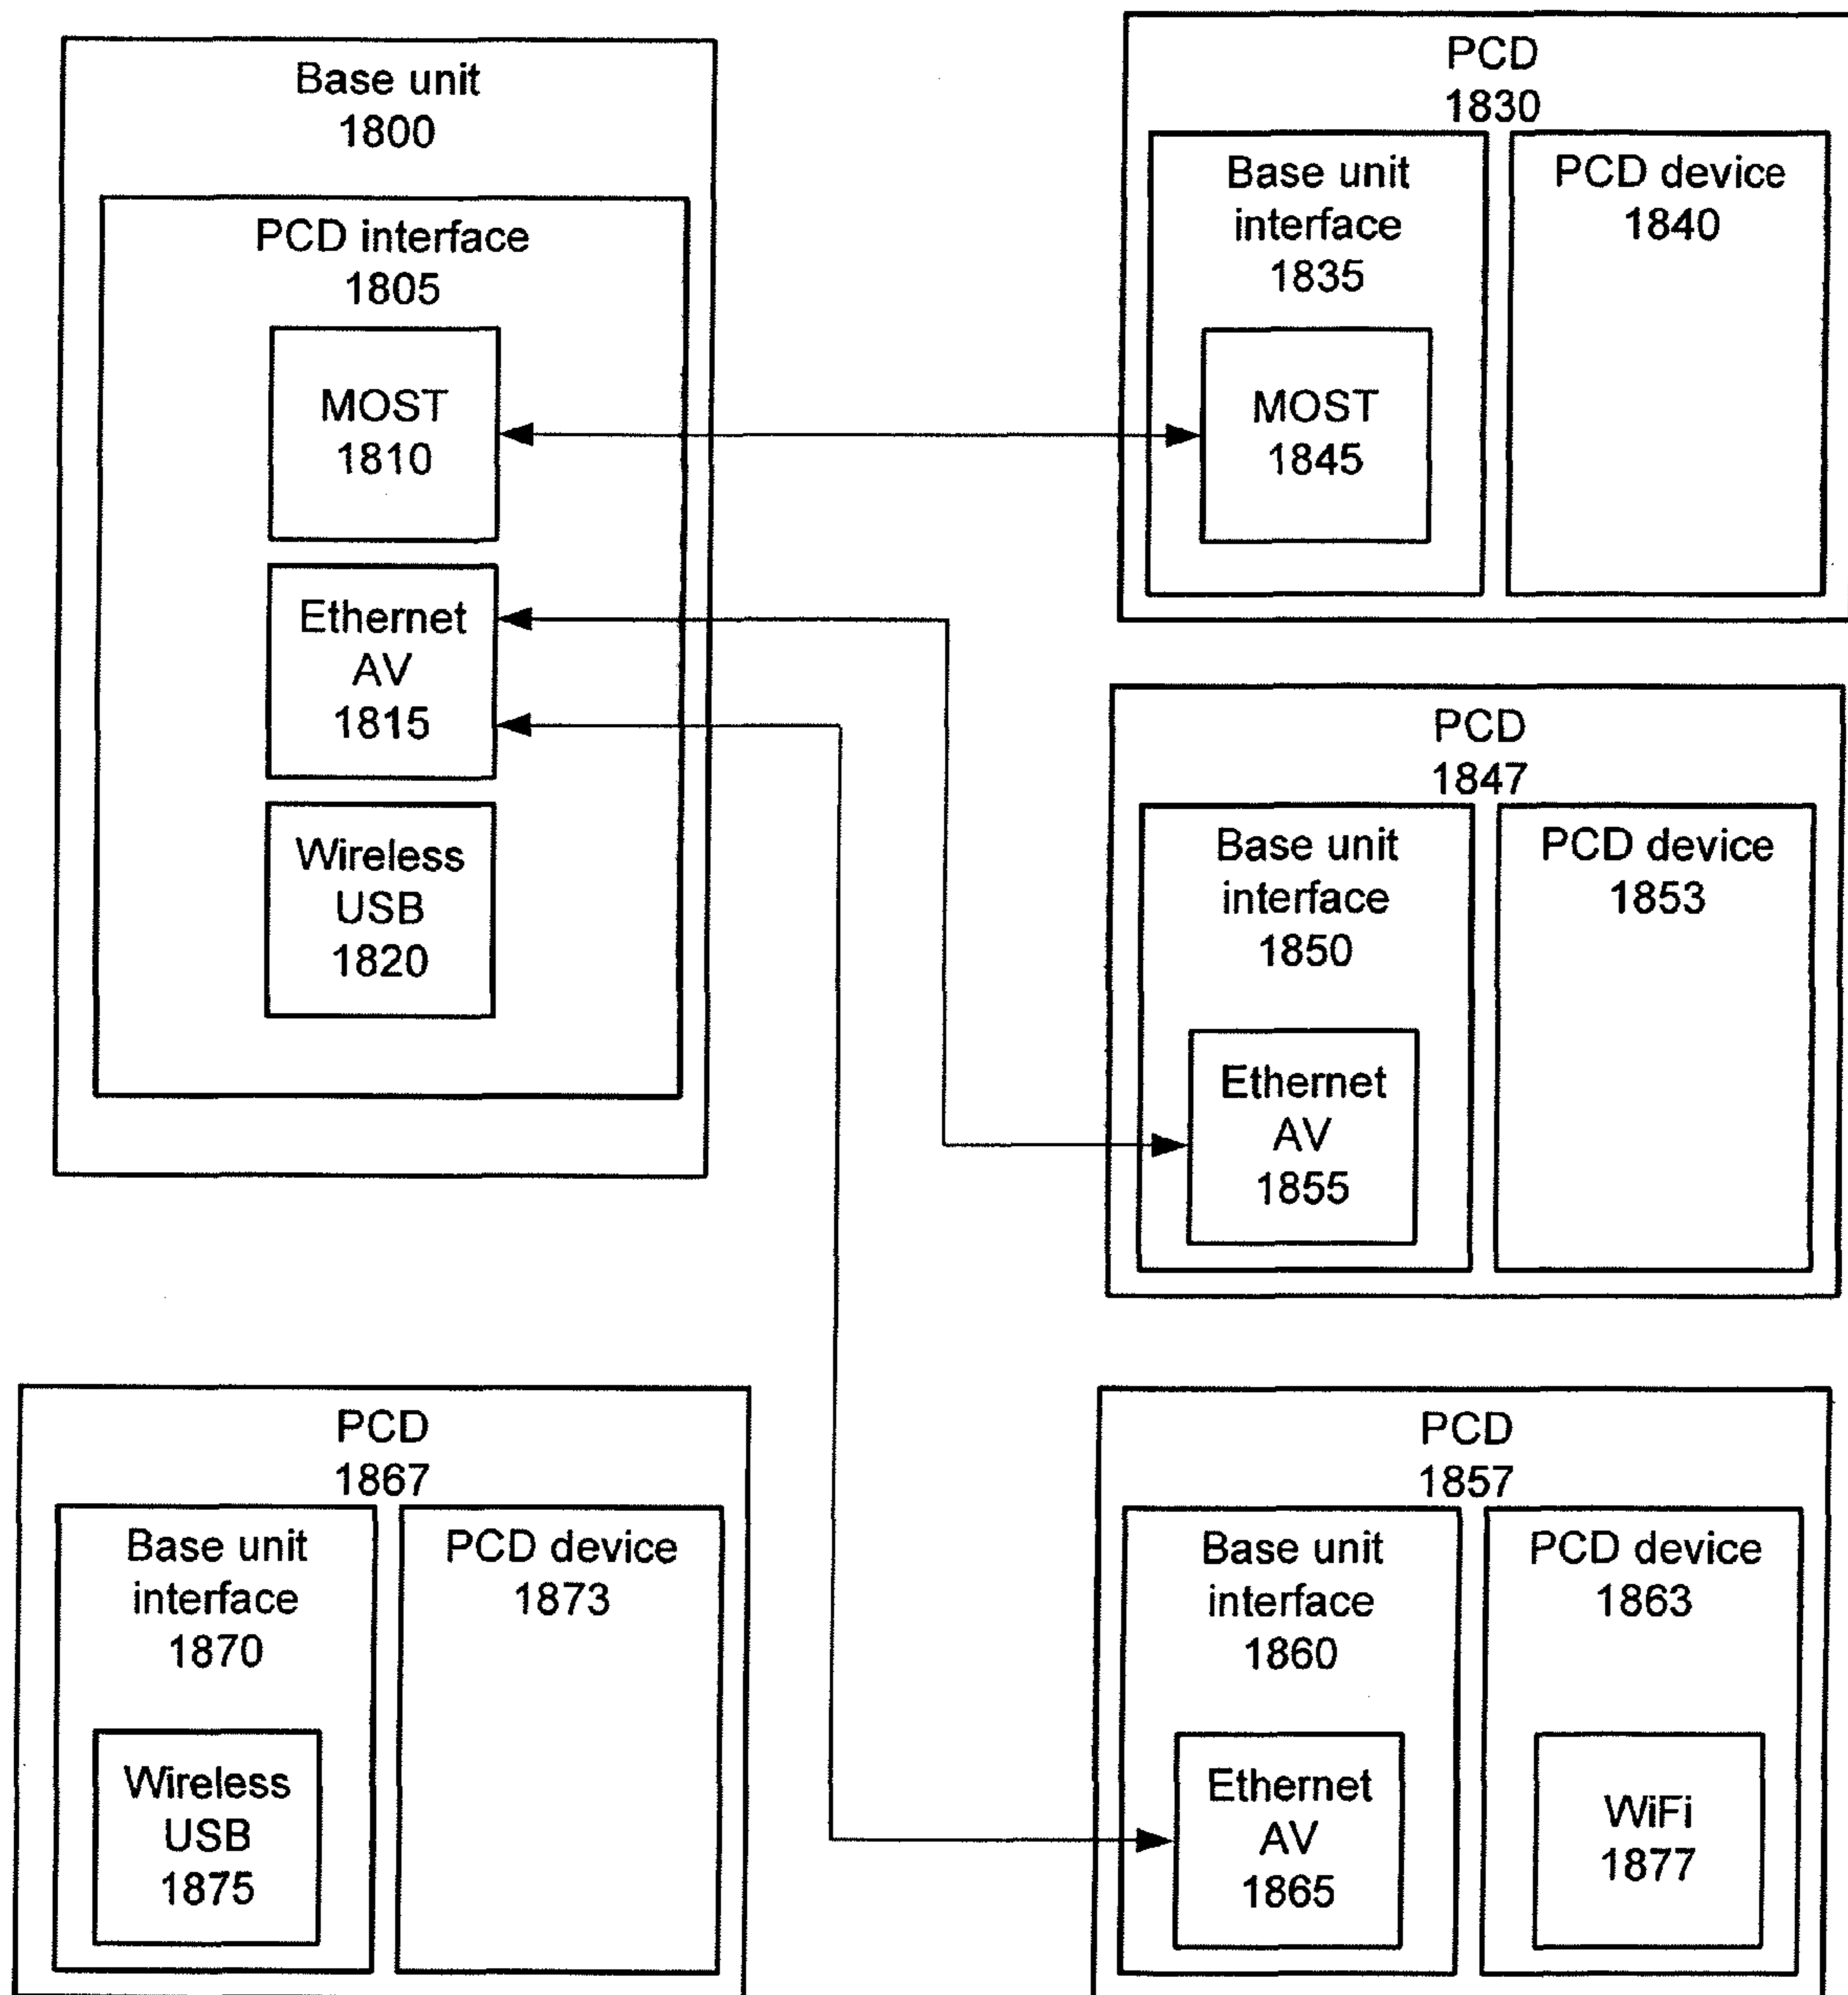 Base unit
1800
PCD interface
1805
MOST
1810
Ethernet
AV
1815
Wireless
USB
1820
PCD
1830
Base unit
interface
1835
MOST
1845
PCD device
1840
PCD
1847
Base unit
interface
1850
Ethernet
AV
1855
PCD device
1853
PCD
1867
Base unit
interface
1870
Wireless
USB
1875
PCD device
1873
PCD
1857
Base unit
interface
1860
Ethernet
AV
1865
PCD device
1863
WiFi
1877